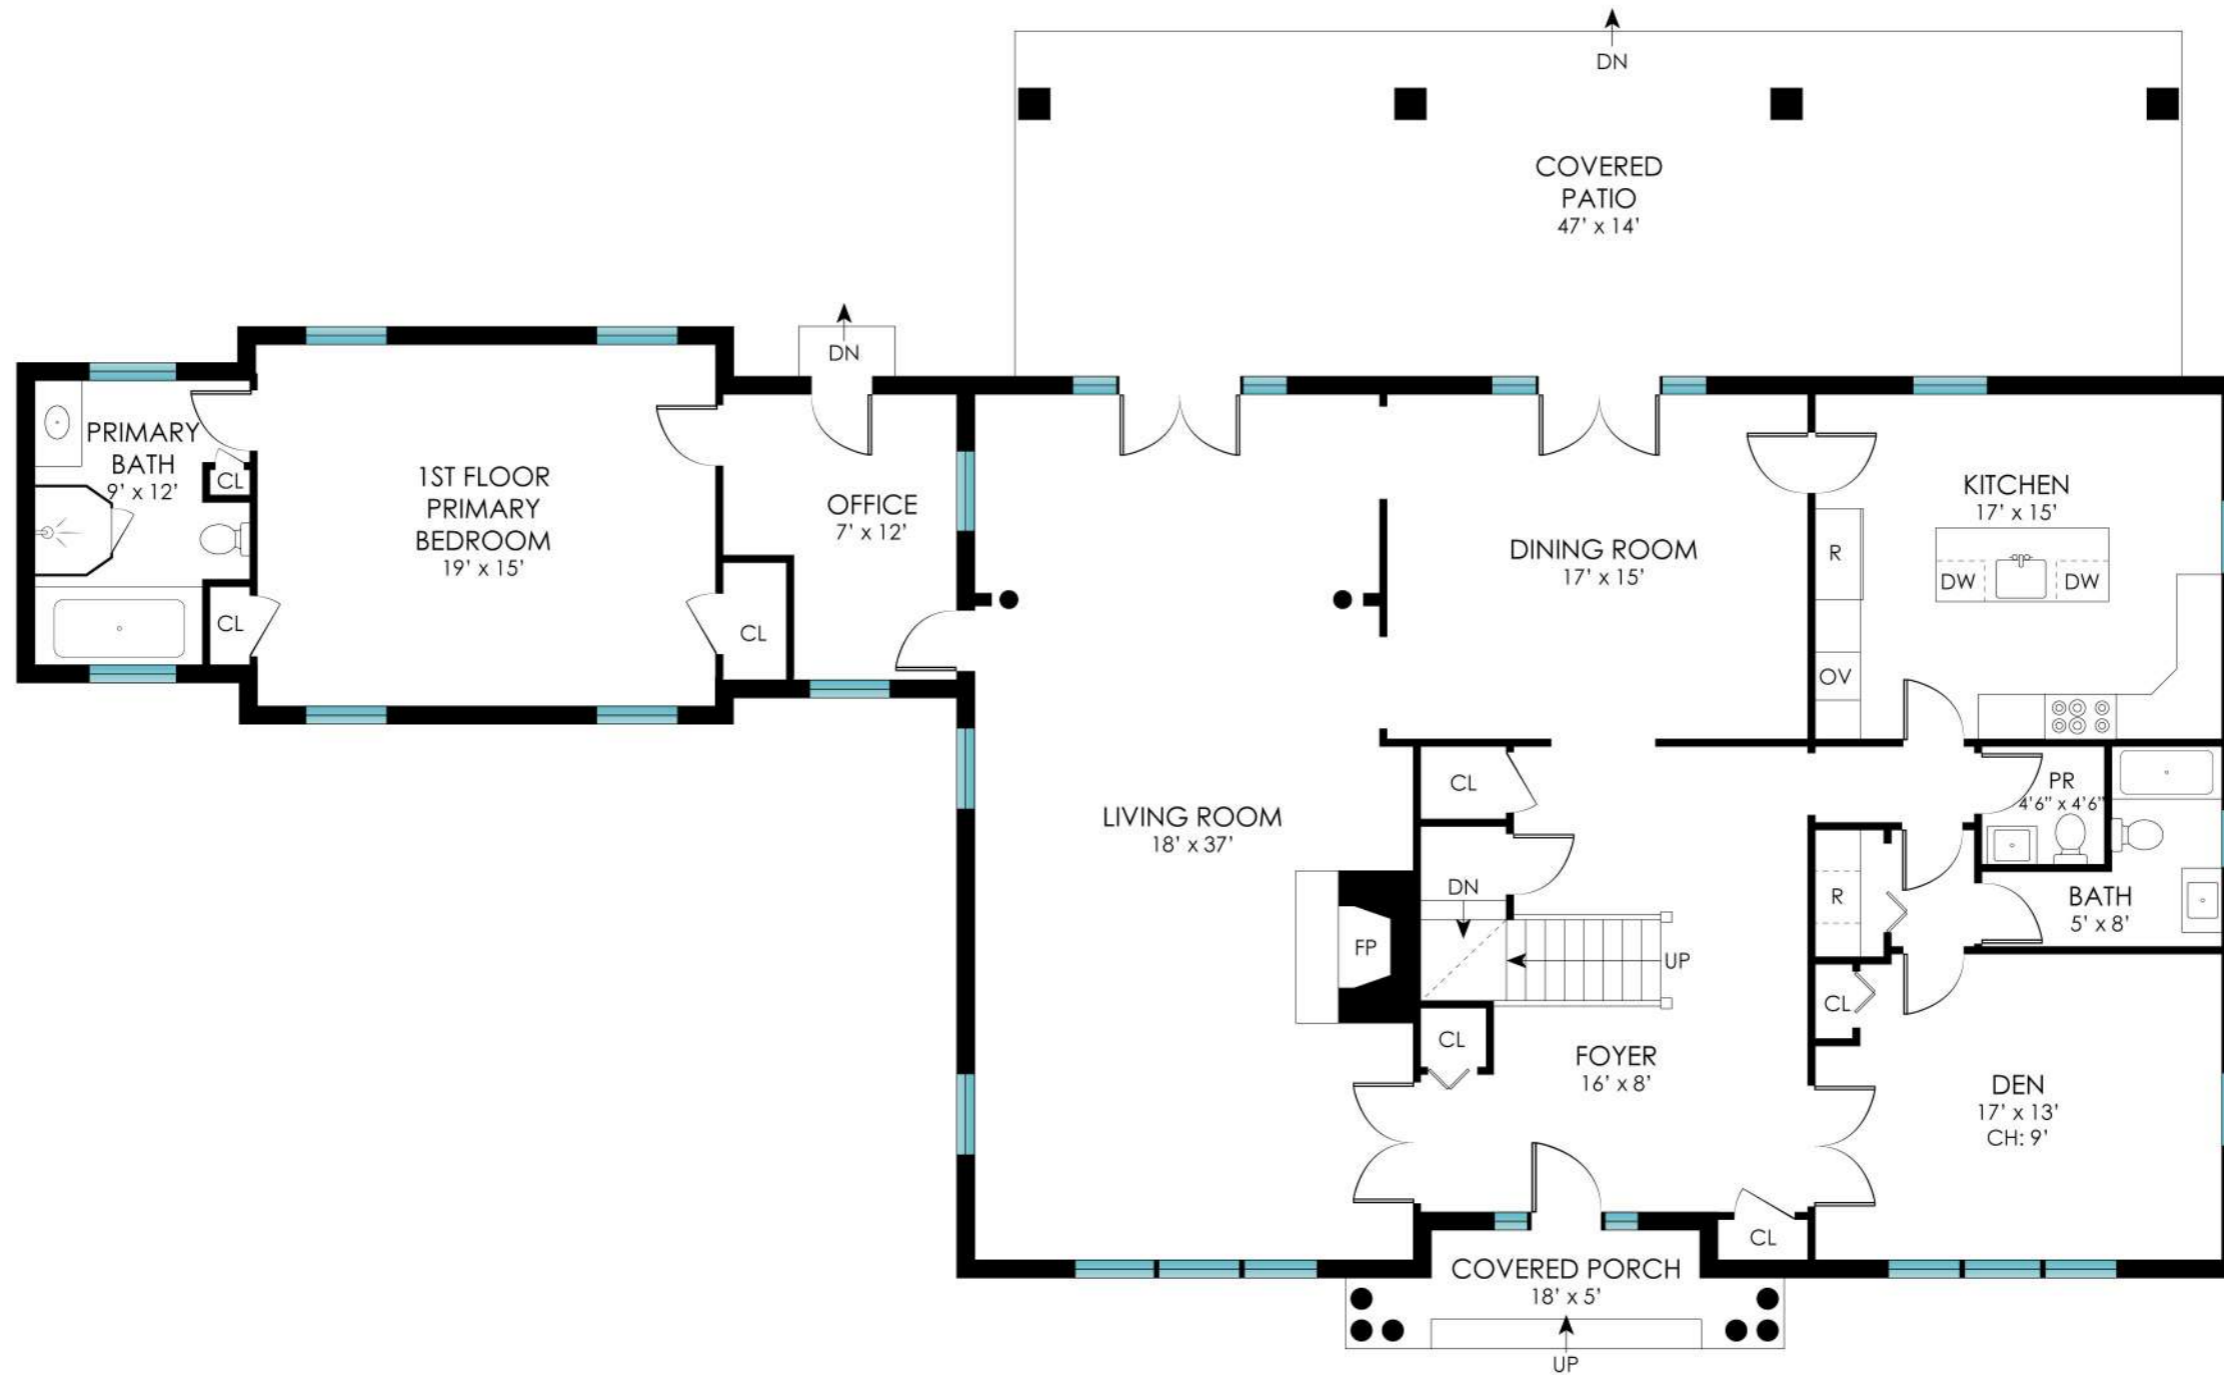 DN
COVERED
PATIO
47' x 14'
DN
PRIMARY
BATH
9' x 12'
CL
CL
1ST FLOOR
PRIMARY
BEDROOM
19' x 15'
CL
OFFICE
7' x 12'
LIVING ROOM
18' x 37'
FP
DINING ROOM
17' x 15'
KITCHEN
17' x 15'
R
DW
DW
OV
CL
DN
UP
CL
PR
4'6" x 4'6"
R
BATH
5' x 8'
CL
FOYER
16' x 8'
DEN
17' x 13'
CH: 9'
CL
COVERED PORCH
18' x 5'
UP